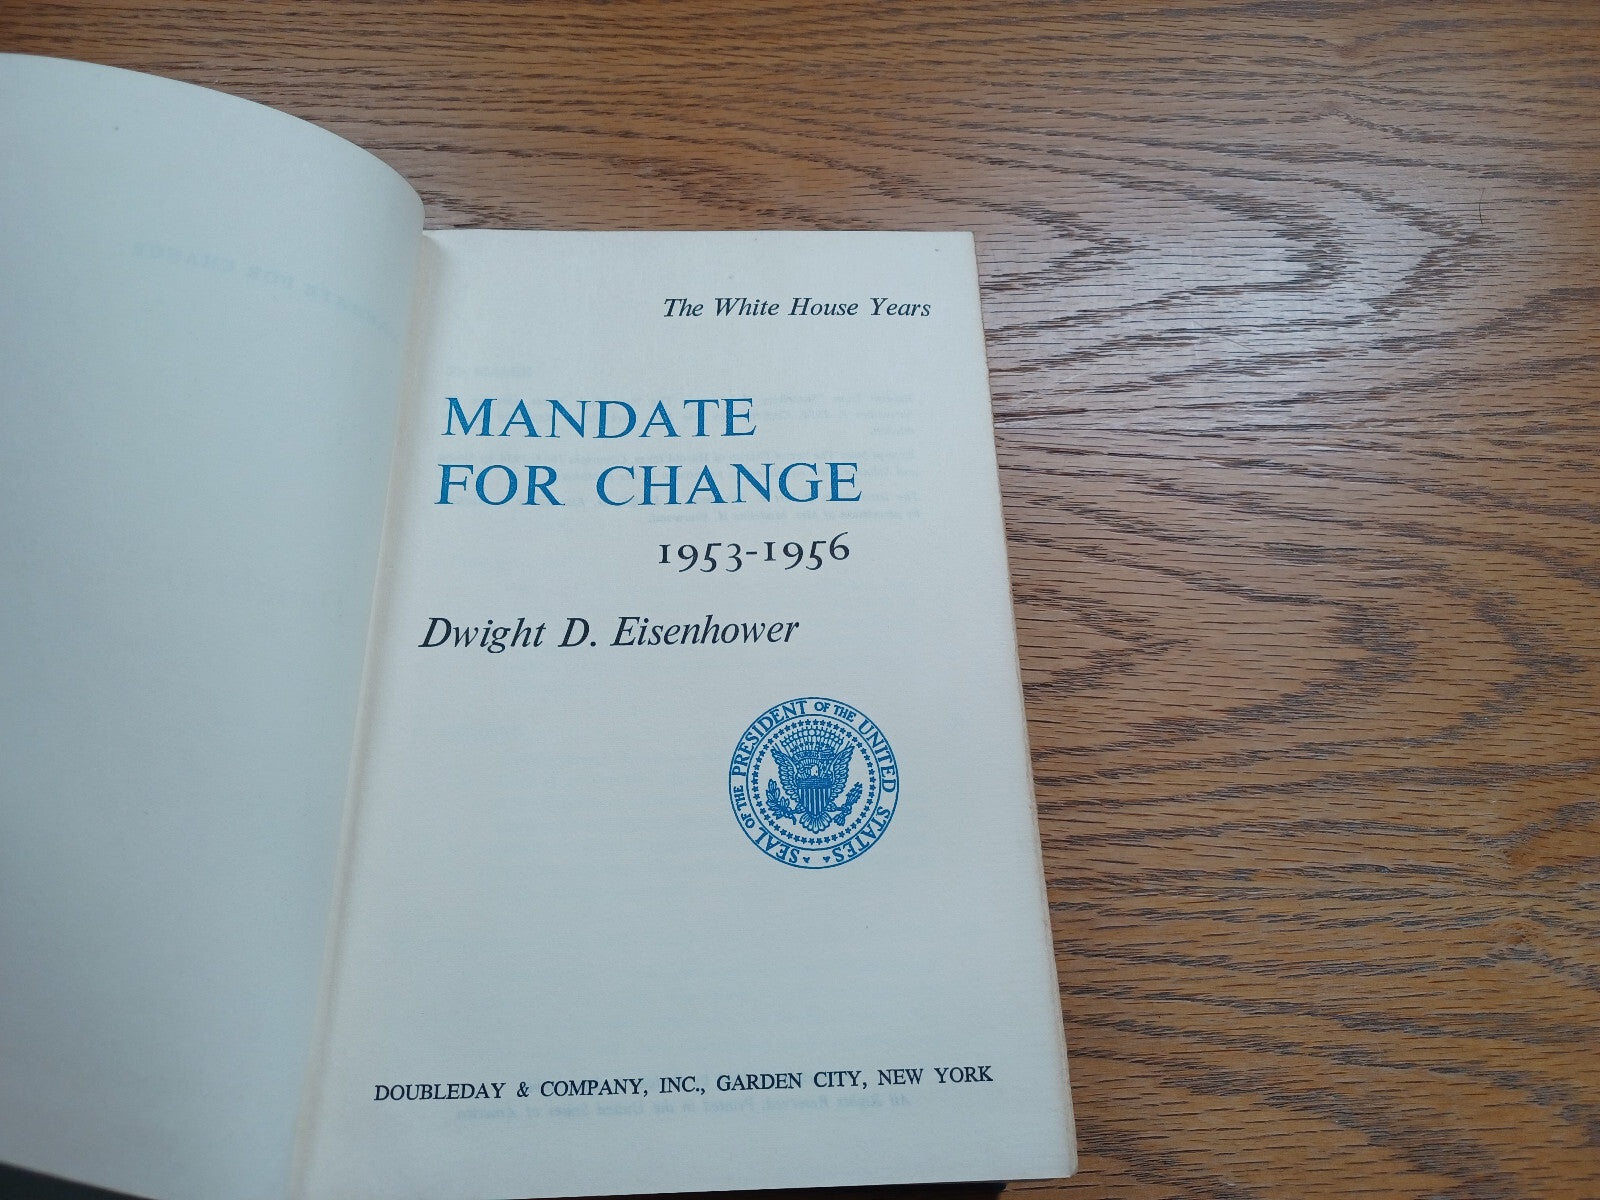 The White House Years
MANDATE
FOR CHANGE
1953-1956
Dwight D. Eisenhower
SEAL OF THE PRESIDENT OF THE UNITED STATES
DOUBLEDAY & COMPANY, INC., GARDEN CITY, NEW YORK